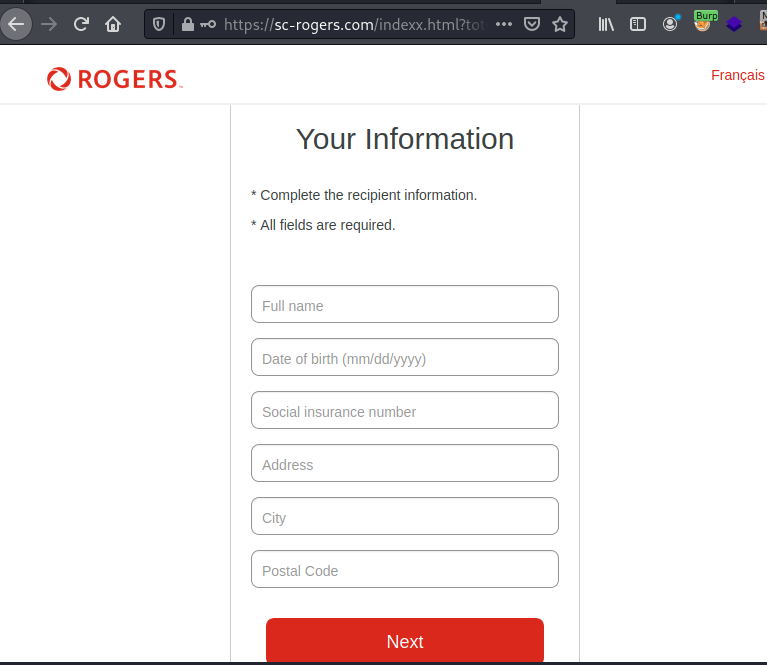 Burp
https://sc-rogers.com/indexx.html?tot
ROGERS
Français
Your Information
* Complete the recipient information.
* All fields are required.
Full name
Date of birth (mm/dd/yyyy)
Social insurance number
Address
City
Postal Code
Next